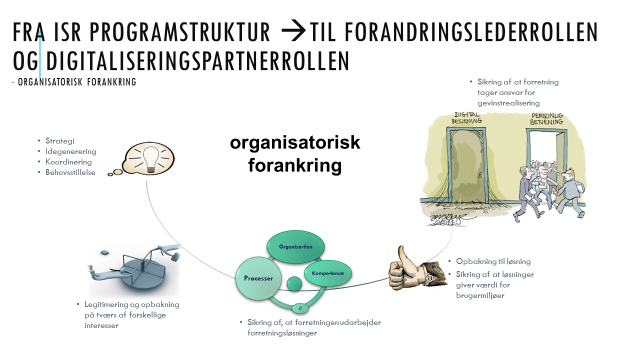 FRA ISR PROGRAMSTRUKTUR → TIL FORANDRINGSLEDERROLLEN
OG DIGITALISERINGSPARTNERROLLEN
- ORGANISATORISK FORANKRING
• Sikring af at forretning
tager ansvar for
gevinstrealisering
DIGITAL
BETJENING
PERSONLIG
BETJENING
• Strategi
• Idegenerering
• Koordinering
• Behovsstillelse
organisatorisk
forankring
Organisation
Processer
Kompetencer
IT
• Opbakning til løsning
• Sikring af at løsninger
giver værdi for
brugermiljøer
• Legitimering og opbakning
på tværs af forskellige
interesser
• Sikring af, at forretningen udarbejder
forretningsløsninger